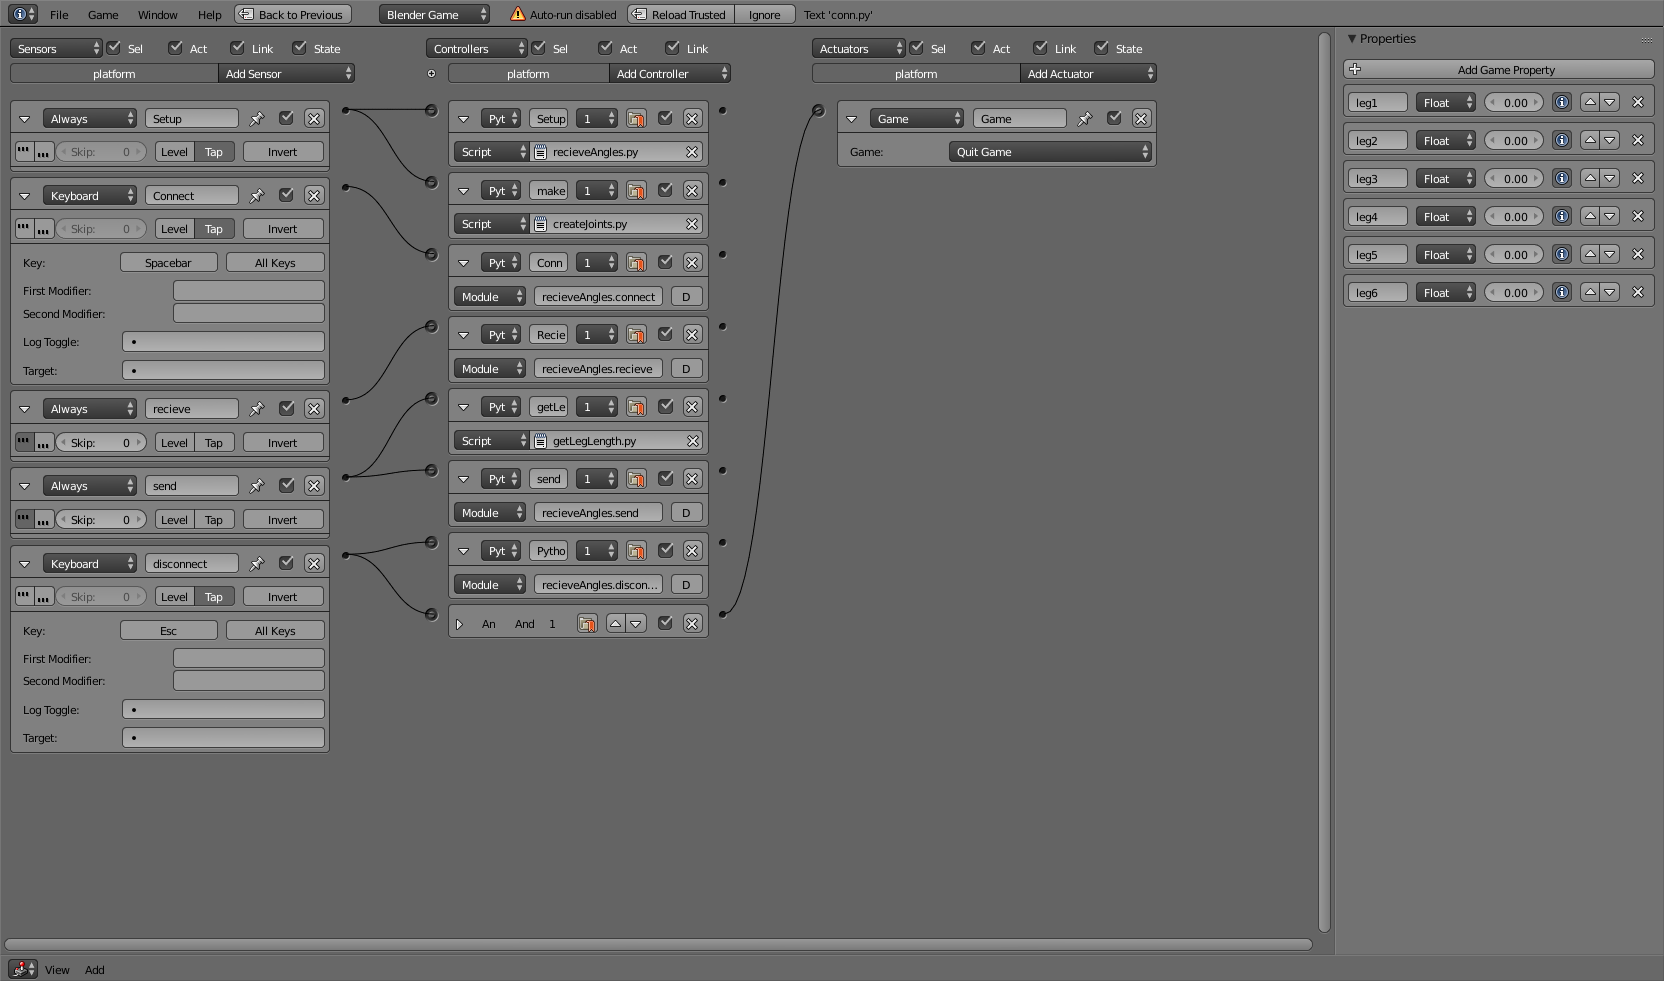 File Game Window Help Back to Previous Blender Game Auto-run disabled Reload Trusted Ignore Text 'conn.py'
Sensors Sel Act Link State
platform Add Sensor
Always Setup
Skip: 0 Level Tap Invert
Keyboard Connect
Skip: 0 Level Tap Invert
Key: Spacebar All Keys
First Modifier:
Second Modifier:
Log Toggle:
Target:
Always recieve
Skip: 0 Level Tap Invert
Always send
Skip: 0 Level Tap Invert
Keyboard disconnect
Skip: 0 Level Tap Invert
Key: Esc All Keys
First Modifier:
Second Modifier:
Log Toggle:
Target:
Controllers Sel Act Link
platform Add Controller
Pyt Setup 1
Script recieveAngles.py
Pyt make 1
Script createJoints.py
Pyt Conn 1
Module recieveAngles.connect D
Pyt Recie 1
Module recieveAngles.recieve D
Pyt getLe 1
Script getLegLength.py
Pyt send 1
Module recieveAngles.send D
Pyt Pytho 1
Module recieveAngles.discon... D
An And 1
Actuators Sel Act Link State
platform Add Actuator
Game Game
Game: Quit Game
Properties
Add Game Property
leg1 Float 0.00
leg2 Float 0.00
leg3 Float 0.00
leg4 Float 0.00
leg5 Float 0.00
leg6 Float 0.00
View Add